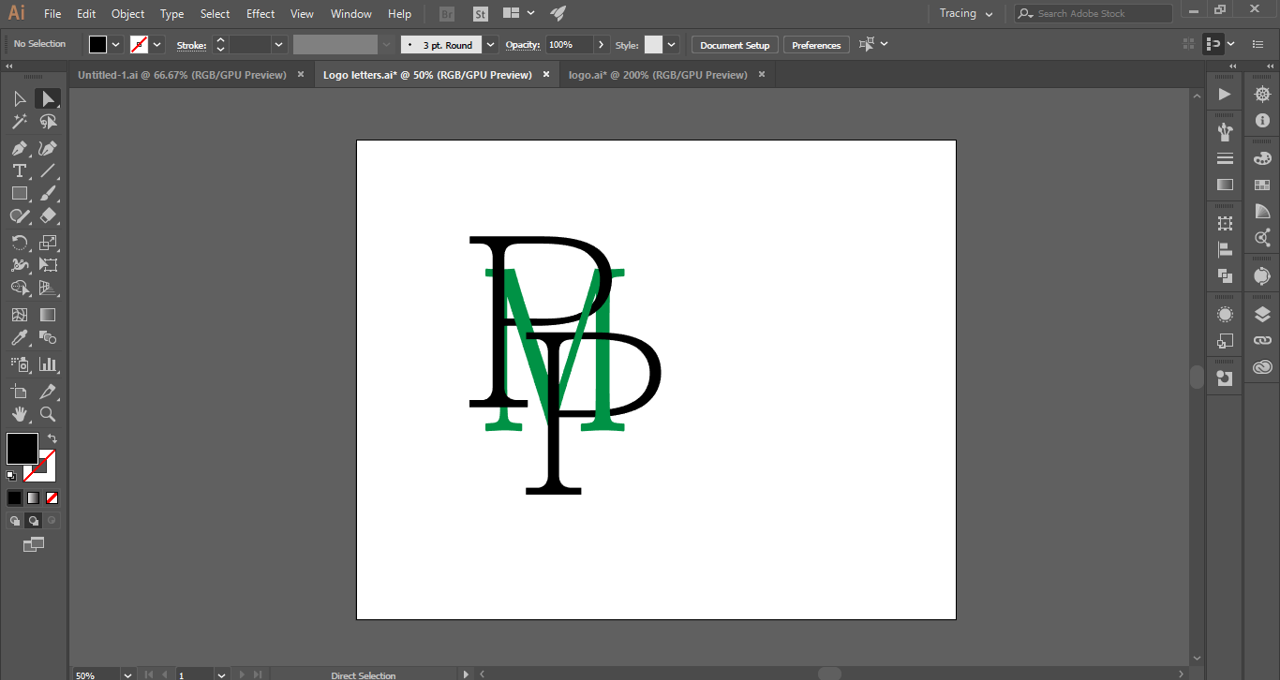 Ai File Edit Object Type Select Effect View Window Help Br St Tracing Search Adobe Stock
No Selection Stroke: 3 pt. Round Opacity: 100% Style: Document Setup Preferences
Untitled-1.ai @ 66.67% (RGB/GPU Preview) × Logo letters.ai* @ 50% (RGB/GPU Preview) × logo.ai* @ 200% (RGB/GPU Preview) ×
P
M
P
50% 1 Direct Selection